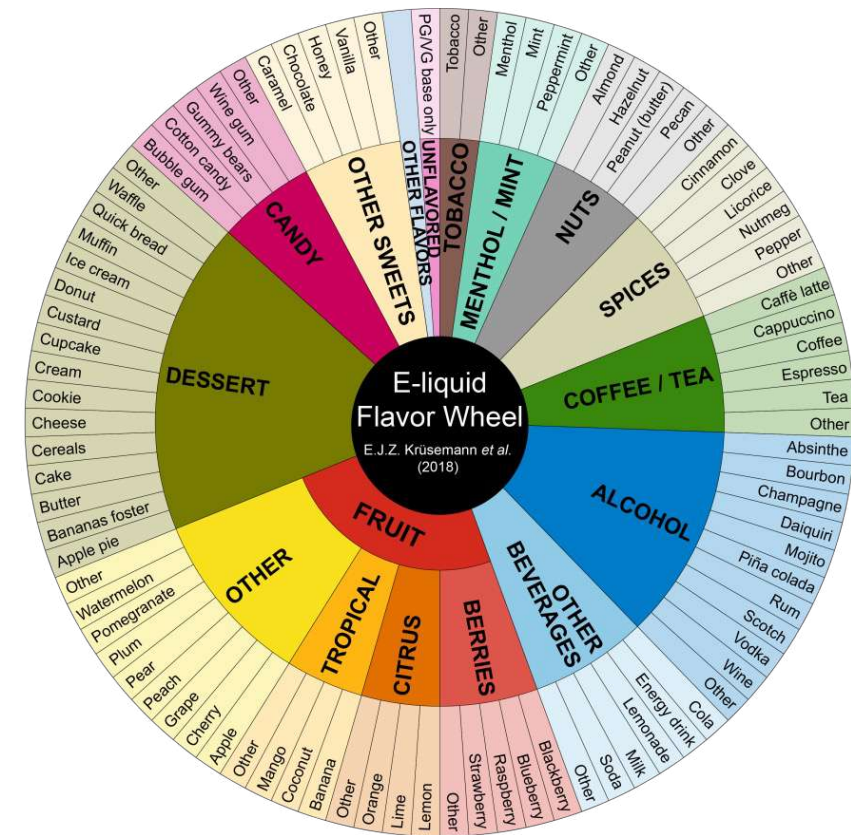 E-liquid
Flavor Wheel
E.J.Z. Krüsemann et al.
(2018)
UNFLAVORED
PG/VG base only
TOBACCO
Tobacco
Other
MENTHOL / MINT
Menthol
Mint
Peppermint
Other
NUTS
Almond
Hazelnut
Peanut (butter)
Pecan
Other
SPICES
Cinnamon
Clove
Licorice
Nutmeg
Pepper
Other
COFFEE / TEA
Caffè latte
Cappuccino
Coffee
Espresso
Tea
Other
ALCOHOL
Absinthe
Bourbon
Champagne
Daiquiri
Mojito
Piña colada
Rum
Scotch
Vodka
Wine
Other
OTHER
BEVERAGES
Cola
Energy drink
Lemonade
Milk
Soda
Other
FRUIT
BERRIES
Blackberry
Blueberry
Raspberry
Strawberry
Other
CITRUS
Lemon
Lime
Orange
Other
TROPICAL
Banana
Coconut
Mango
Other
OTHER
Apple
Cherry
Grape
Peach
Pear
Plum
Pomegranate
Watermelon
Other
DESSERT
Apple pie
Bananas foster
Butter
Cake
Cereals
Cheese
Cookie
Cream
Cupcake
Custard
Donut
Ice cream
Muffin
Quick bread
Waffle
Other
CANDY
Bubble gum
Cotton candy
Gummy bears
Wine gum
Other
OTHER SWEETS
Caramel
Chocolate
Honey
Vanilla
Other
OTHER FLAVORS